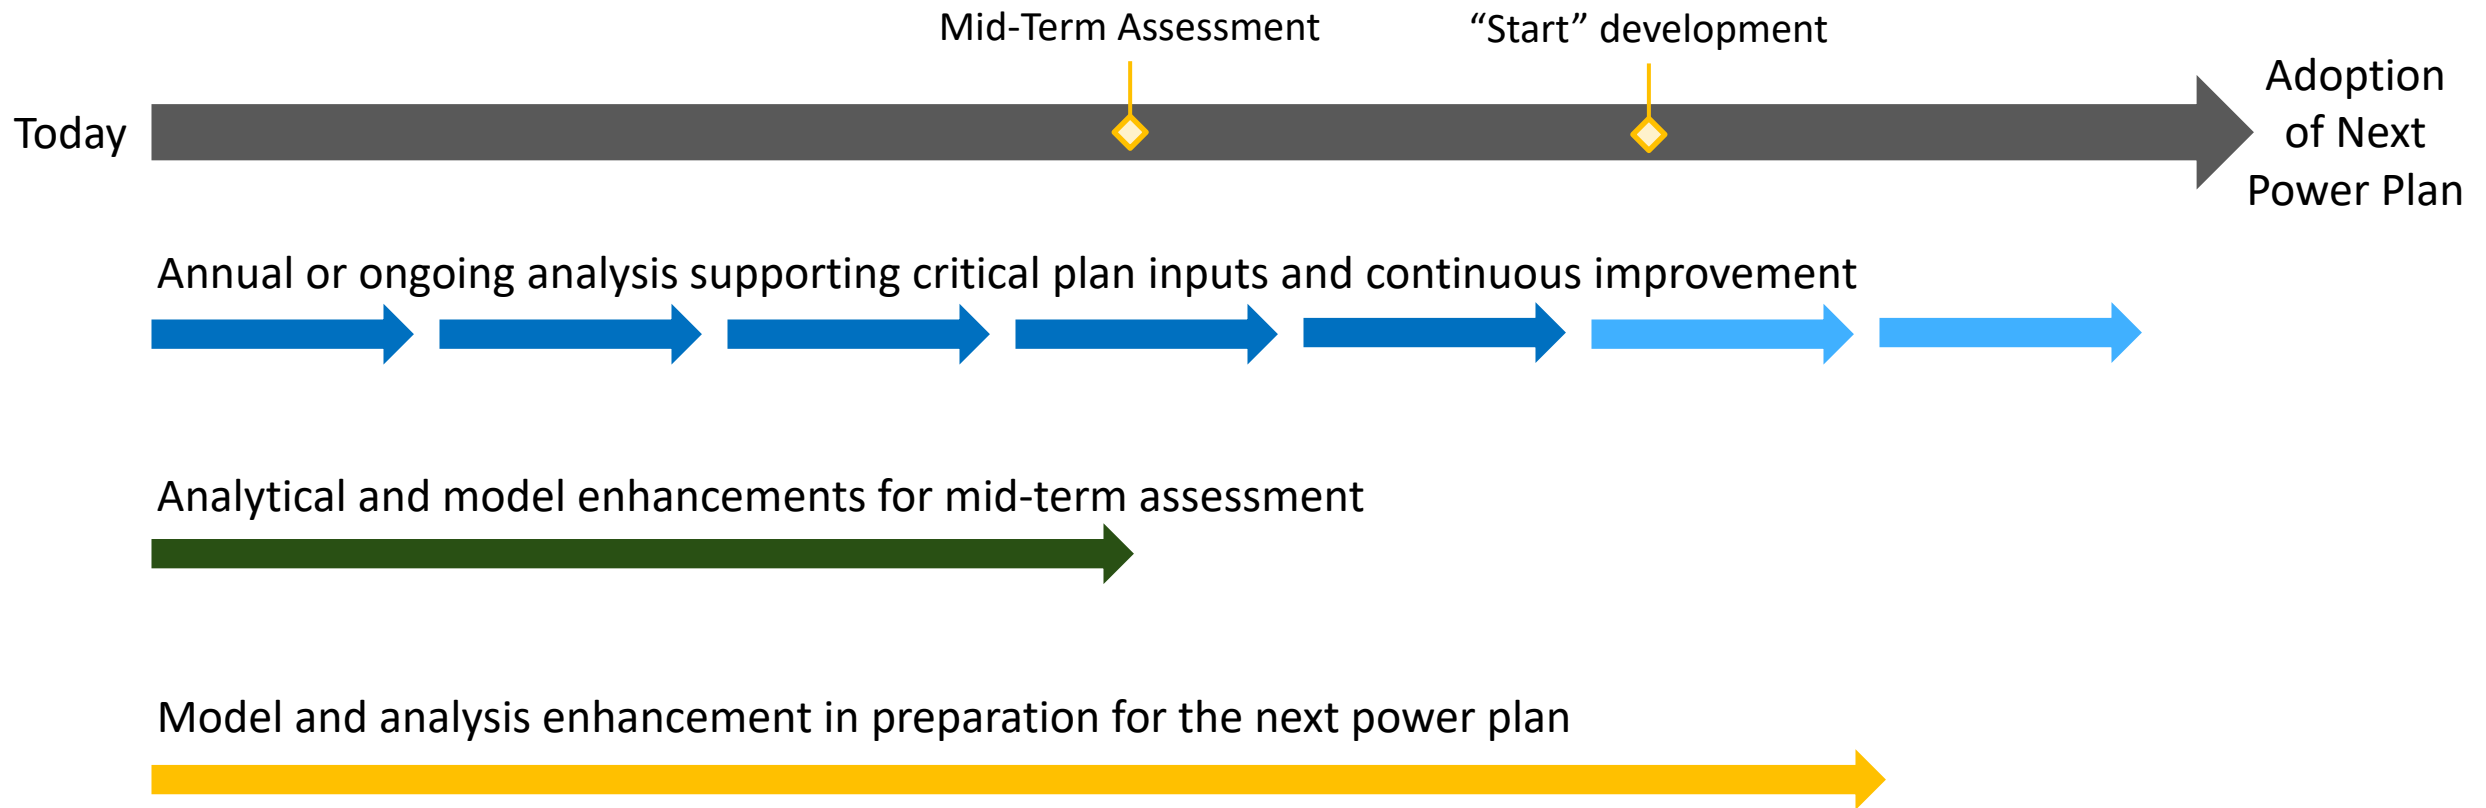 Mid-Term Assessment
“Start” development
Today
Adoption
of Next
Power Plan
Annual or ongoing analysis supporting critical plan inputs and continuous improvement
Analytical and model enhancements for mid-term assessment
Model and analysis enhancement in preparation for the next power plan